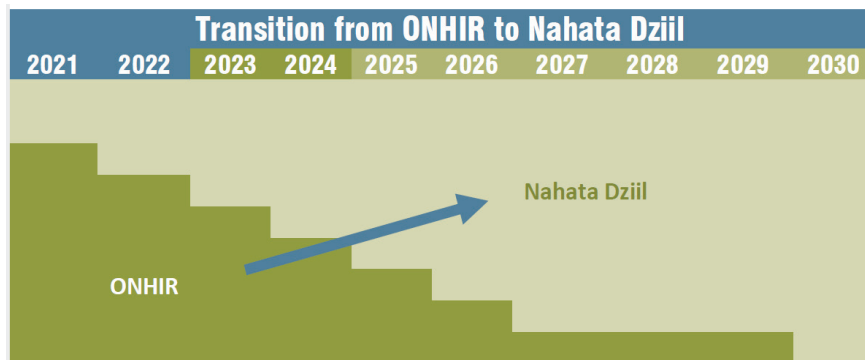 Transition from ONHIR to Nahata Dziil
2021 2022 2023 2024 2025 2026 2027 2028 2029 2030
Nahata Dziil
ONHIR